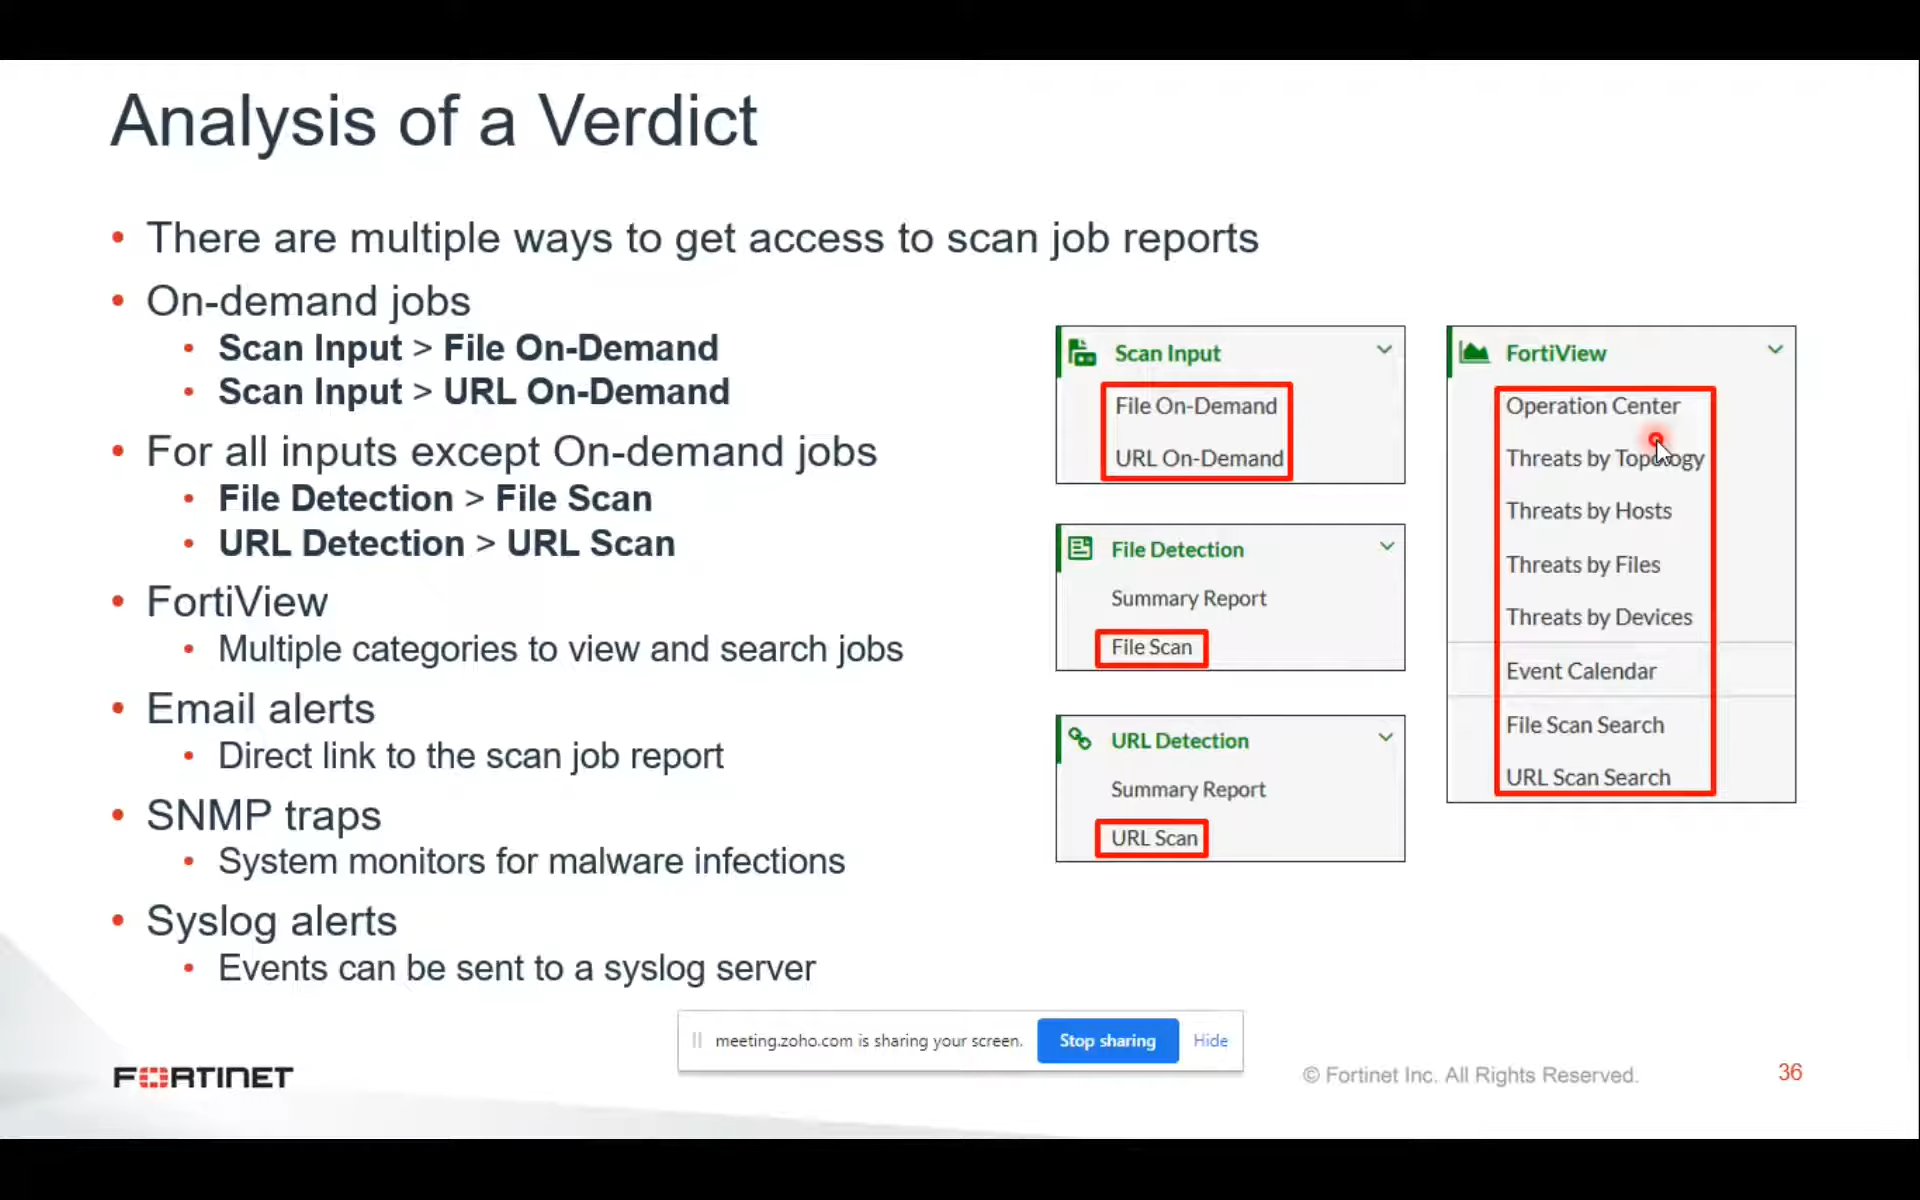 Analysis of a Verdict
• There are multiple ways to get access to scan job reports
• On-demand jobs
• Scan Input > File On-Demand
• Scan Input > URL On-Demand
• For all inputs except On-demand jobs
• File Detection > File Scan
• URL Detection > URL Scan
• FortiView
• Multiple categories to view and search jobs
• Email alerts
• Direct link to the scan job report
• SNMP traps
• System monitors for malware infections
• Syslog alerts
• Events can be sent to a syslog server
Scan Input
File On-Demand
URL On-Demand
File Detection
Summary Report
File Scan
URL Detection
Summary Report
URL Scan
FortiView
Operation Center
Threats by Topology
Threats by Hosts
Threats by Files
Threats by Devices
Event Calendar
File Scan Search
URL Scan Search
meeting.zoho.com is sharing your screen. Stop sharing Hide
FORTINET
© Fortinet Inc. All Rights Reserved.
36